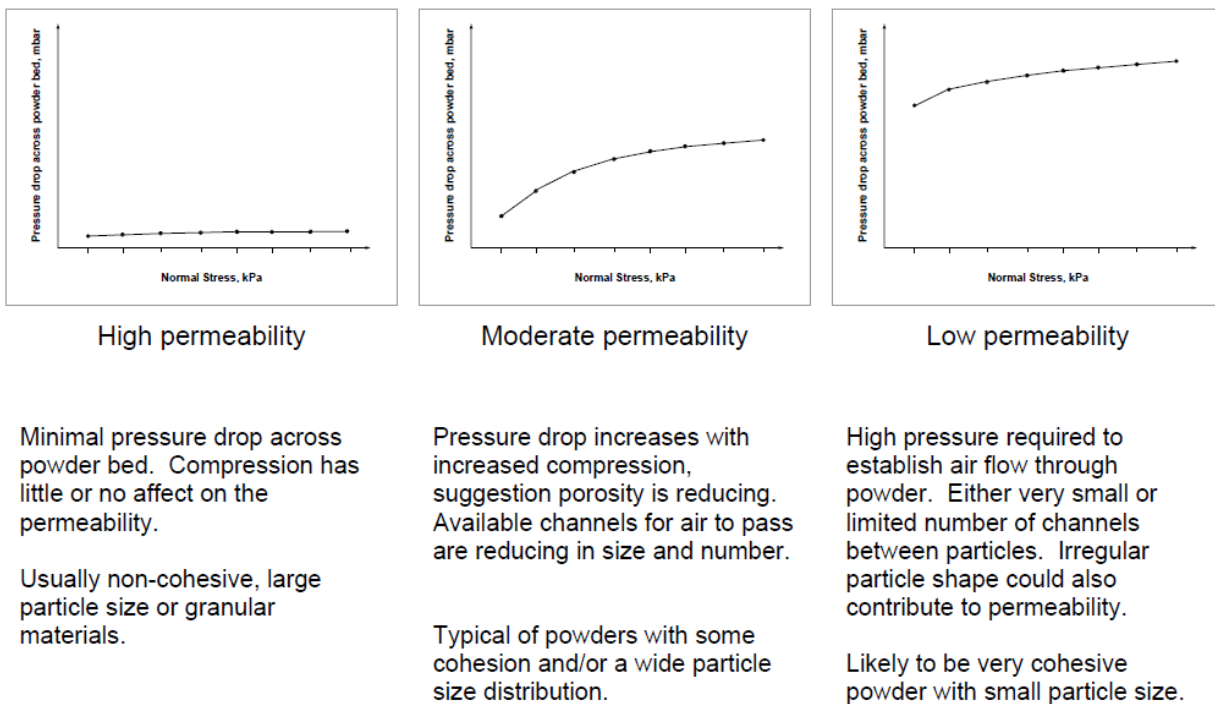 Pressure drop across powder bed, mbar
Normal Stress, kPa
High permeability
Minimal pressure drop across
powder bed.  Compression has
little or no affect on the
permeability.
Usually non-cohesive, large
particle size or granular
materials.
Pressure drop across powder bed, mbar
Normal Stress, kPa
Moderate permeability
Pressure drop increases with
increased compression,
suggestion porosity is reducing.
Available channels for air to pass
are reducing in size and number.
Typical of powders with some
cohesion and/or a wide particle
size distribution.
Pressure drop across powder bed, mbar
Normal Stress, kPa
Low permeability
High pressure required to
establish air flow through
powder.  Either very small or
limited number of channels
between particles.  Irregular
particle shape could also
contribute to permeability.
Likely to be very cohesive
powder with small particle size.